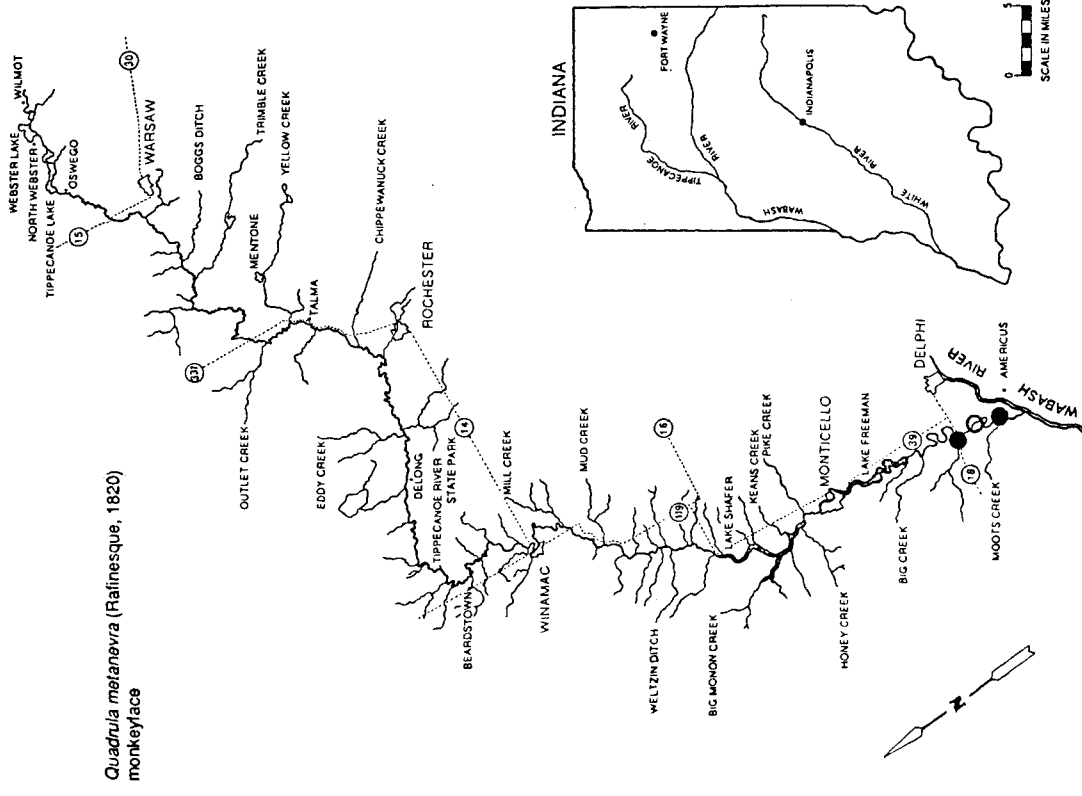 Quadrula metanevra (Rafinesque, 1820)
monkeyface
WEBSTER LAKE
WILMOT
NORTH WEBSTER
TIPPECANOE LAKE
OSWEGO
30
WARSAW
15
BOGGS DITCH
TRIMBLE CREEK
YELLOW CREEK
MENTONE
CHIPPEWANUCK CREEK
TALMA
331
OUTLET CREEK
ROCHESTER
EDDY CREEK
DELONG
14
TIPPECANOE RIVER
STATE PARK
MILL CREEK
BEARDSTOWN
WINAMAC
MUD CREEK
16
119
WELTZIN DITCH
LAKE SHAFER
BIG MONON CREEK
KEANS CREEK
PIKE CREEK
MONTICELLO
HONEY CREEK
LAKE FREEMAN
39
BIG CREEK
DELPHI
18
MOOTS CREEK
AMERICUS
WABASH RIVER
N
INDIANA
FORT WAYNE
TIPPECANOE RIVER
WABASH RIVER
INDIANAPOLIS
WHITE RIVER
0 5
SCALE IN MILES